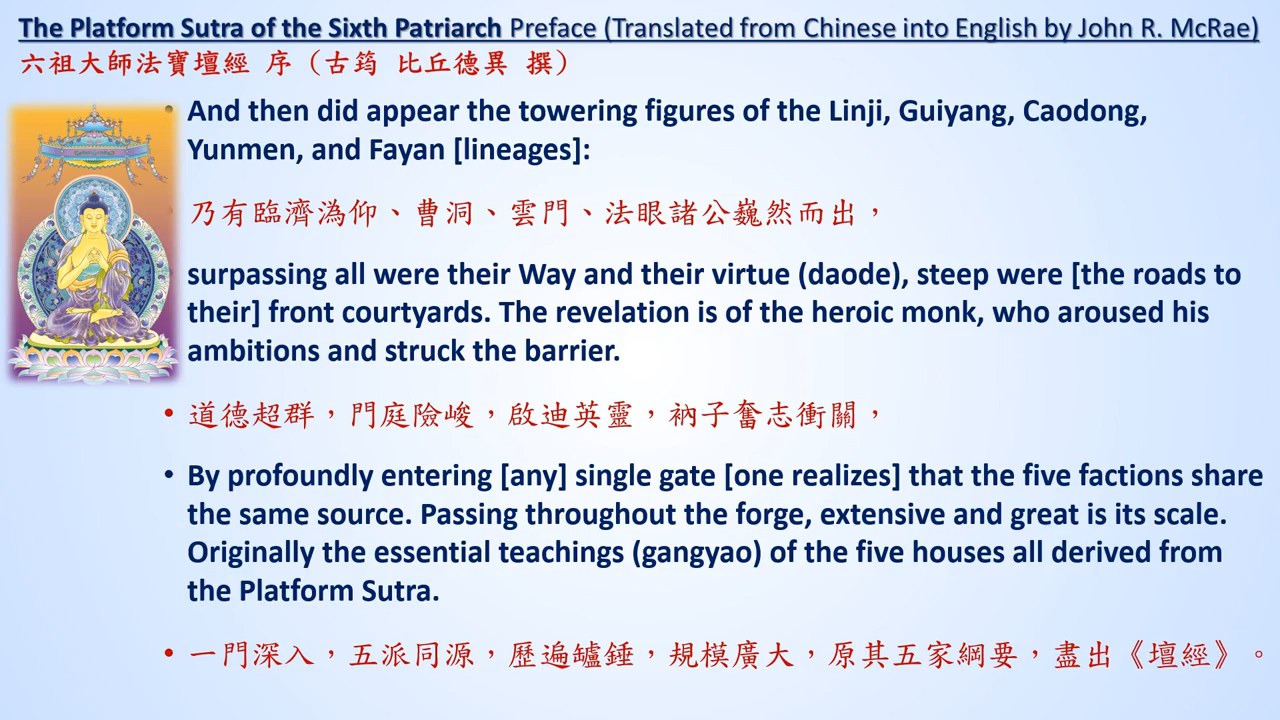 The Platform Sutra of the Sixth Patriarch Preface (Translated from Chinese into English by John R. McRae)
六祖大師法寶壇經 序 (古筠 比丘德異 撰)
• And then did appear the towering figures of the Linji, Guiyang, Caodong,
Yunmen, and Fayan [lineages]:
• 乃有臨濟溈仰、曹洞、雲門、法眼諸公巍然而出，
surpassing all were their Way and their virtue (daode), steep were [the roads to
their] front courtyards. The revelation is of the heroic monk, who aroused his
ambitions and struck the barrier.
• 道德超群，門庭險峻，啟迪英靈，衲子奮志衝關，
• By profoundly entering [any] single gate [one realizes] that the five factions share
the same source. Passing throughout the forge, extensive and great is its scale.
Originally the essential teachings (gangyao) of the five houses all derived from
the Platform Sutra.
• 一門深入，五派同源，歷遍罏錘，規模廣大，原其五家綱要，盡出《壇經》。